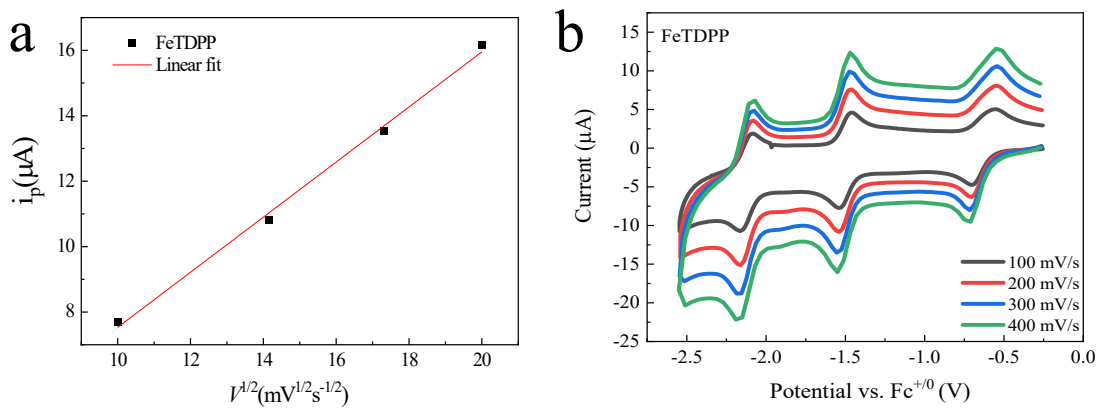 a
FeTDPP
Linear fit
16
14
12
10
8
i_p(μA)
10
12
14
16
18
20
V^1/2(mV^1/2s^-1/2)
b
FeTDPP
15
10
5
0
-5
-10
-15
-20
-25
Current (μA)
100 mV/s
200 mV/s
300 mV/s
400 mV/s
-2.5
-2.0
-1.5
-1.0
-0.5
0.0
Potential vs. Fc^+/0 (V)